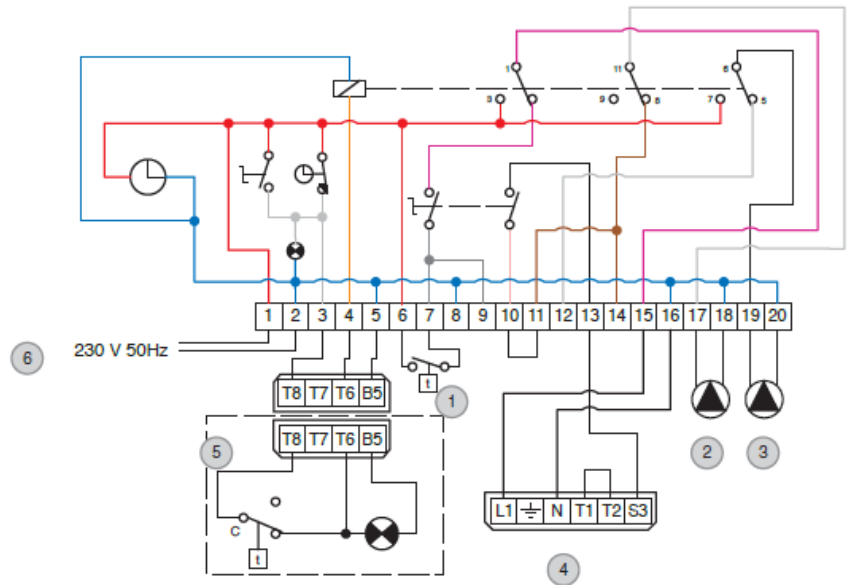 1 11 6
3 9 8 7 5
1 2 3 4 5 6 7 8 9 10 11 12 13 14 15 16 17 18 19 20
6 230 V 50Hz
t 1
T8 T7 T6 B5
2 3
5 T8 T7 T6 B5
L1 N T1 T2 S3
C
t
4